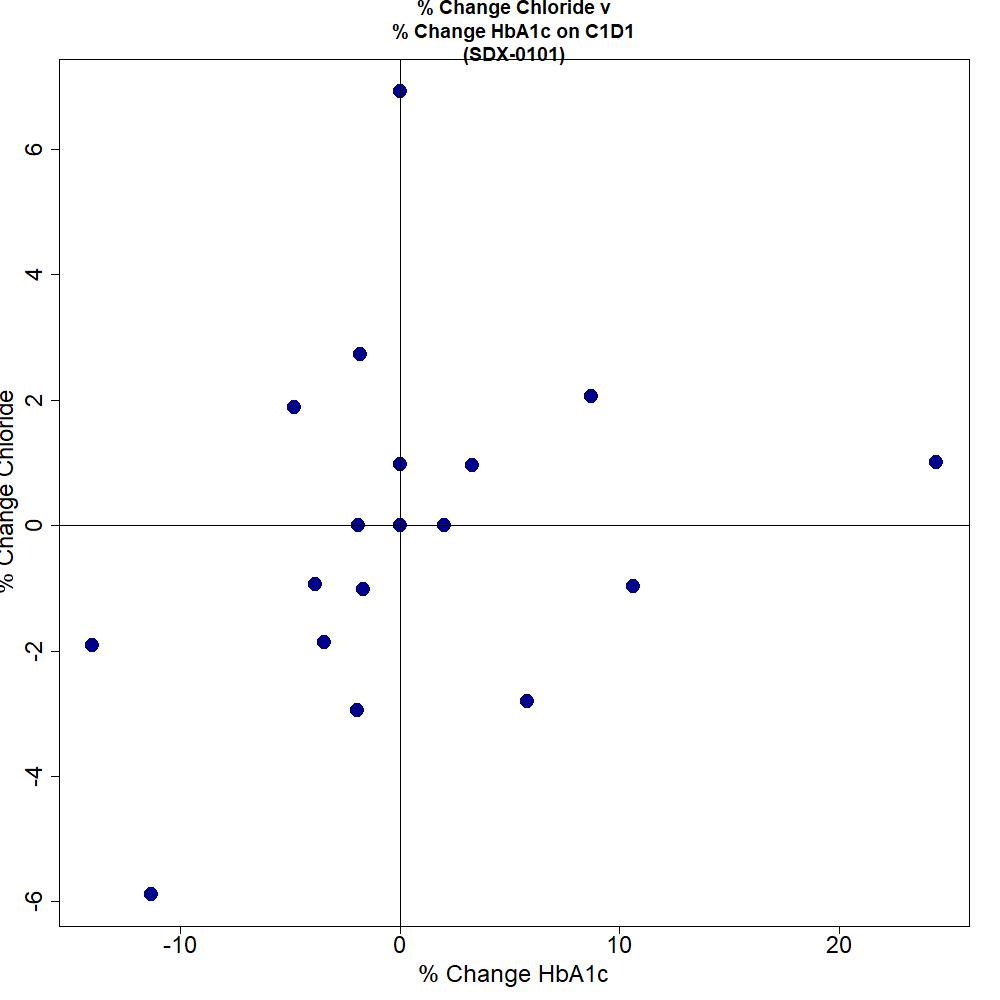 % Change Chloride v
% Change HbA1c on C1D1
(SDX-0101)
% Change Chloride
6
4
2
0
-2
-4
-6
-10
0
10
20
% Change HbA1c